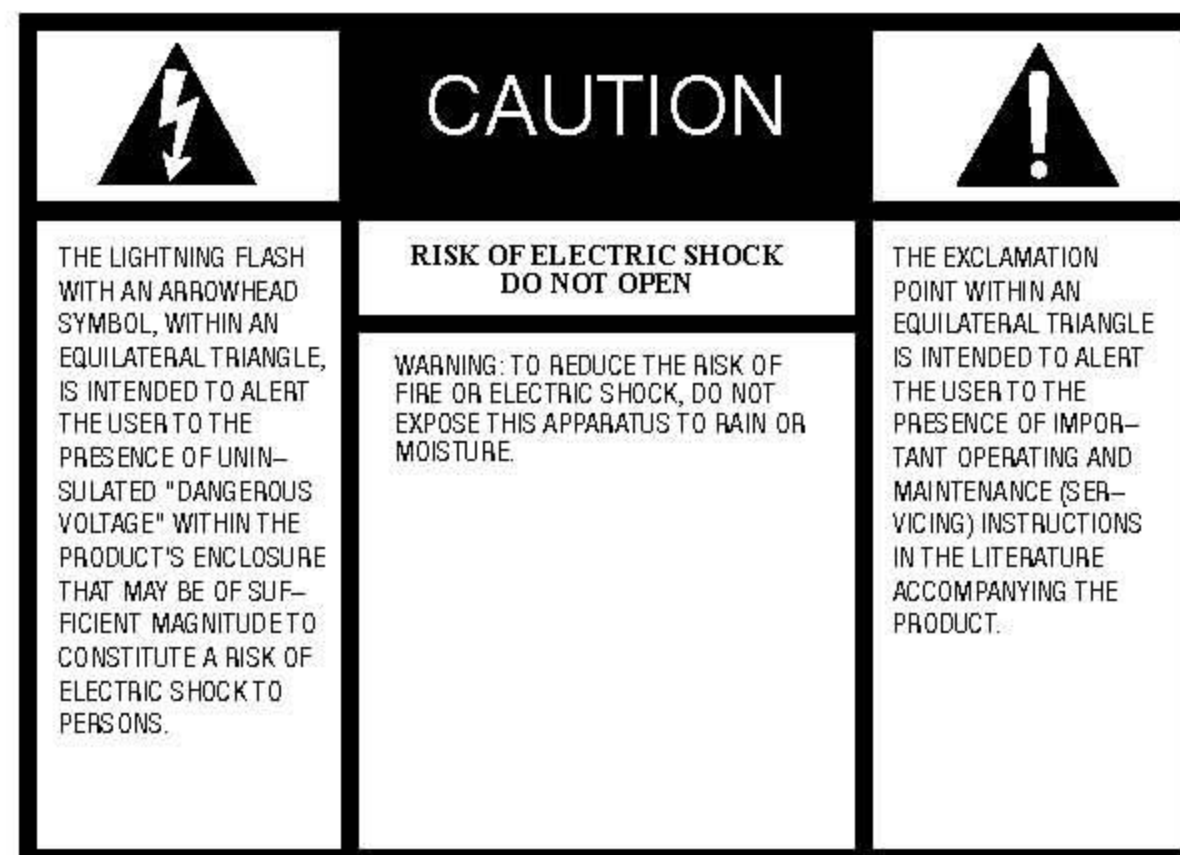 CAUTION
THE LIGHTNING FLASH
WITH AN ARROWHEAD
SYMBOL, WITHIN AN
EQUILATERAL TRIANGLE,
IS INTENDED TO ALERT
THE USER TO THE
PRESENCE OF UNIN–
SULATED "DANGEROUS
VOLTAGE" WITHIN THE
PRODUCT'S ENCLOSURE
THAT MAY BE OF SUF–
FICIENT MAGNITUDE TO
CONSTITUTE A RISK OF
ELECTRIC SHOCK TO
PERSONS.
RISK OF ELECTRIC SHOCK
DO NOT OPEN
WARNING: TO REDUCE THE RISK OF
FIRE OR ELECTRIC SHOCK, DO NOT
EXPOSE THIS APPARATUS TO RAIN OR
MOISTURE.
THE EXCLAMATION
POINT WITHIN AN
EQUILATERAL TRIANGLE
IS INTENDED TO ALERT
THE USER TO THE
PRESENCE OF IMPOR–
TANT OPERATING AND
MAINTENANCE (SER–
VICING) INSTRUCTIONS
IN THE LITERATURE
ACCOMPANYING THE
PRODUCT.